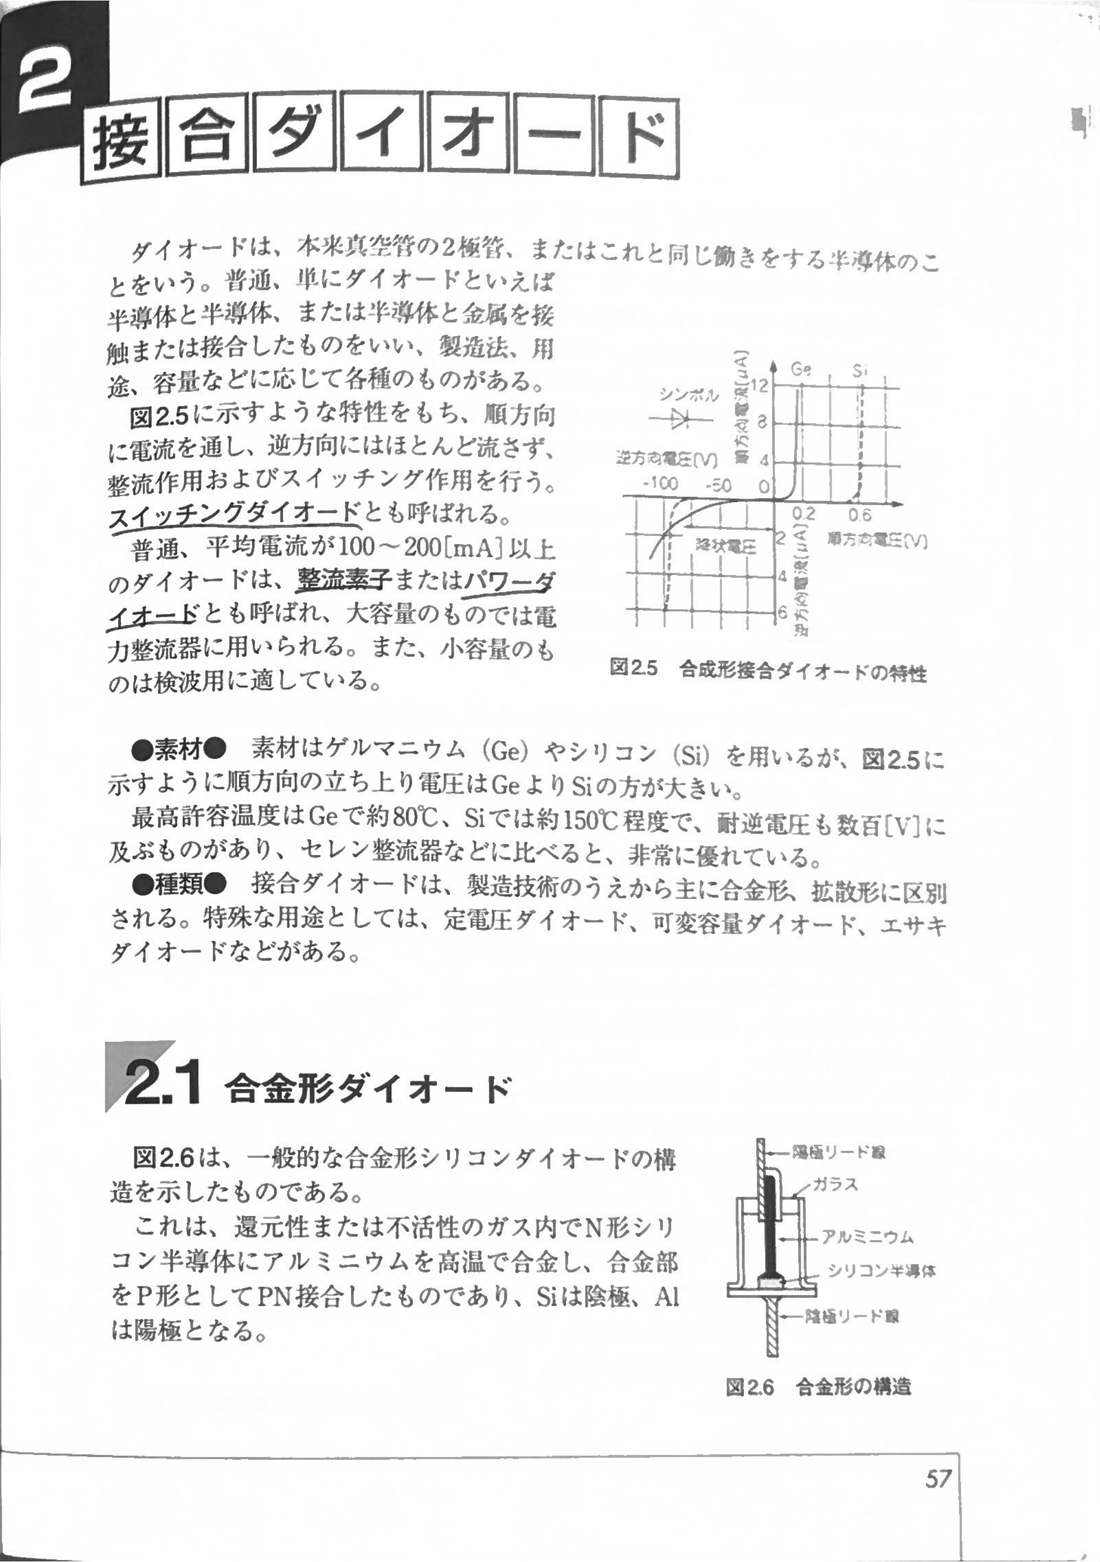 2
接合ダイオード
ダイオードは、本来真空管の2極管、またはこれと同じ働きをする半導体のこ
とをいう。普通、単にダイオードといえば
半導体と半導体、または半導体と金属を接
触または接合したものをいい、製造法、用
途、容量などに応じて各種のものがある。
図2.5に示すような特性をもち、順方向
に電流を通し、逆方向にはほとんど流さず、
整流作用およびスイッチング作用を行う。
スイッチングダイオードとも呼ばれる。
普通、平均電流が100～200[mA]以上
のダイオードは、整流素子またはパワーダ
イオードとも呼ばれ、大容量のものでは電
力整流器に用いられる。また、小容量のも
のは検波用に適している。
順方向電流[μA]
Ge
Si
シンボル
12
8
4
逆方向電圧[V]
-100
-50
0
0.2
0.6
順方向電圧[V]
降伏電圧
2
4
6
逆方向電流[μA]
図2.5 合成形接合ダイオードの特性
●素材● 素材はゲルマニウム（Ge）やシリコン（Si）を用いるが、図2.5に
示すように順方向の立ち上り電圧はGeよりSiの方が大きい。
最高許容温度はGeで約80℃、Siでは約150℃程度で、耐逆電圧も数百[V]に
及ぶものがあり、セレン整流器などに比べると、非常に優れている。
●種類● 接合ダイオードは、製造技術のうえから主に合金形、拡散形に区別
される。特殊な用途としては、定電圧ダイオード、可変容量ダイオード、エサキ
ダイオードなどがある。
2.1 合金形ダイオード
図2.6は、一般的な合金形シリコンダイオードの構
造を示したものである。
これは、還元性または不活性のガス内でN形シリ
コン半導体にアルミニウムを高温で合金し、合金部
をP形としてPN接合したものであり、Siは陰極、Al
は陽極となる。
陽極リード線
ガラス
アルミニウム
シリコン半導体
陰極リード線
図2.6 合金形の構造
57